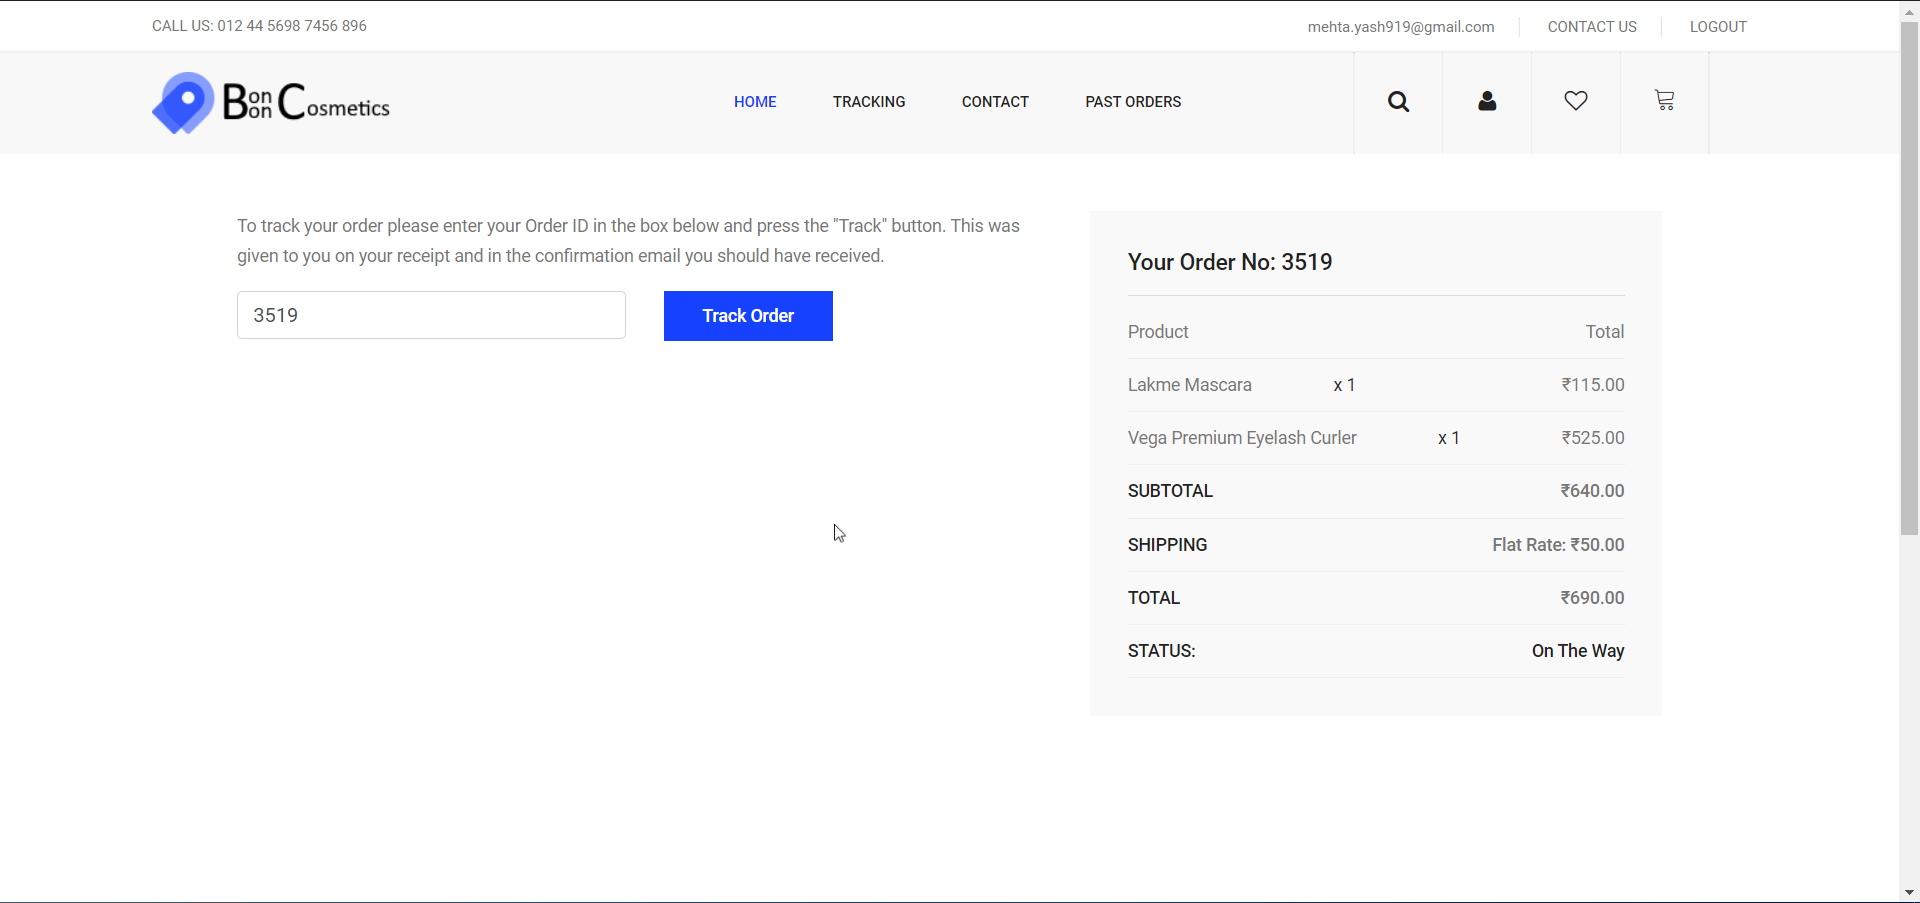 CALL US: 012 44 5698 7456 896
mehta.yash919@gmail.com CONTACT US LOGOUT
Bon Bon Cosmetics
HOME TRACKING CONTACT PAST ORDERS
To track your order please enter your Order ID in the box below and press the "Track" button. This was
given to you on your receipt and in the confirmation email you should have received.
3519 Track Order
Your Order No: 3519
Product Total
Lakme Mascara x 1 ₹115.00
Vega Premium Eyelash Curler x 1 ₹525.00
SUBTOTAL ₹640.00
SHIPPING Flat Rate: ₹50.00
TOTAL ₹690.00
STATUS: On The Way